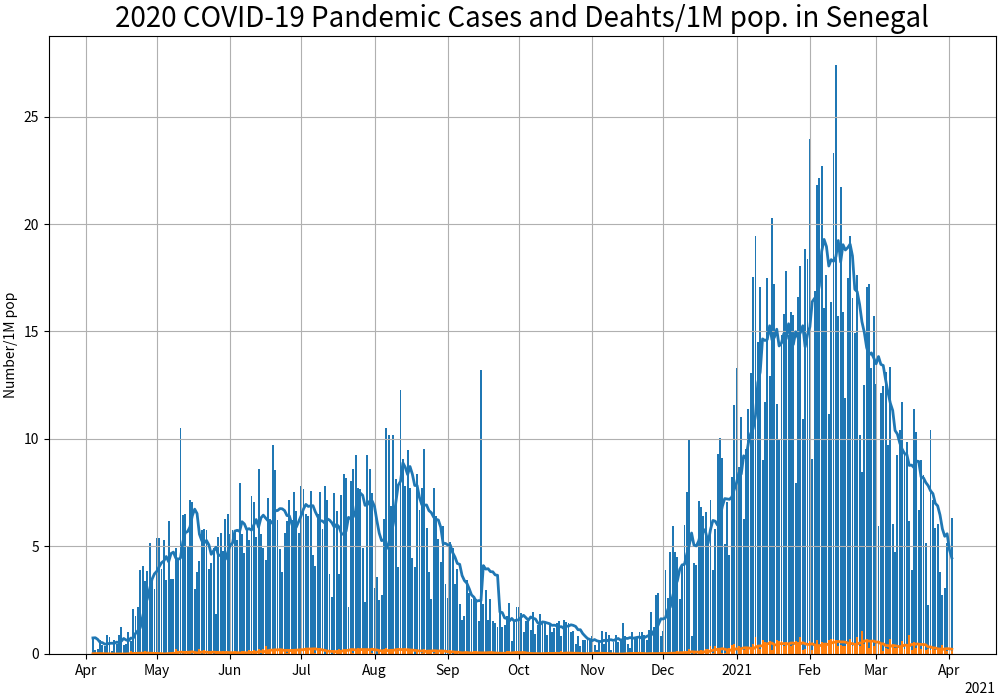 2020 COVID-19 Pandemic Cases and Deahts/1M pop. in Senegal
Number/1M pop
25
20
15
10
5
0
Apr May Jun Jul Aug Sep Oct Nov Dec 2021 Feb Mar Apr
2021